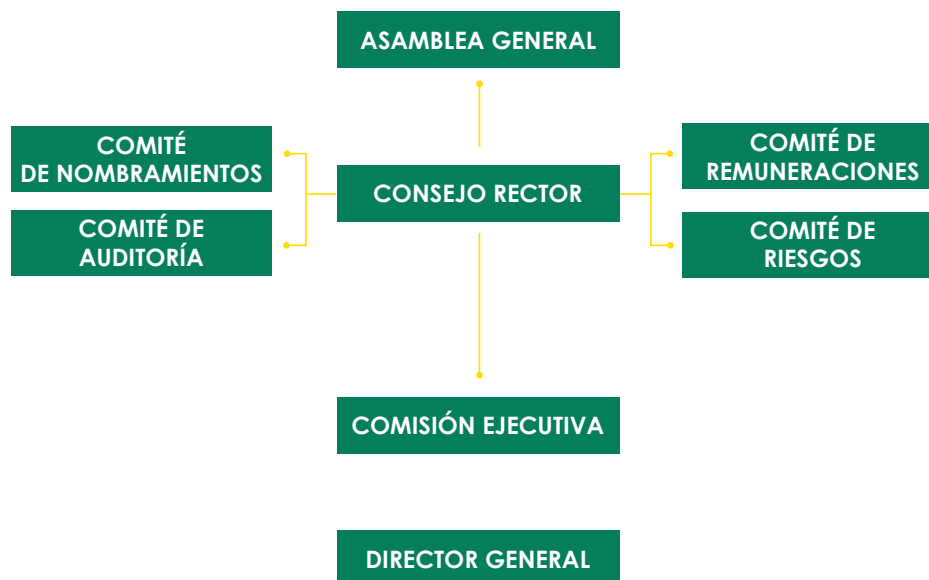 ASAMBLEA GENERAL
COMITÉ
DE NOMBRAMIENTOS
CONSEJO RECTOR
COMITÉ DE
REMUNERACIONES
COMITÉ DE
AUDITORÍA
COMITÉ DE
RIESGOS
COMISIÓN EJECUTIVA
DIRECTOR GENERAL